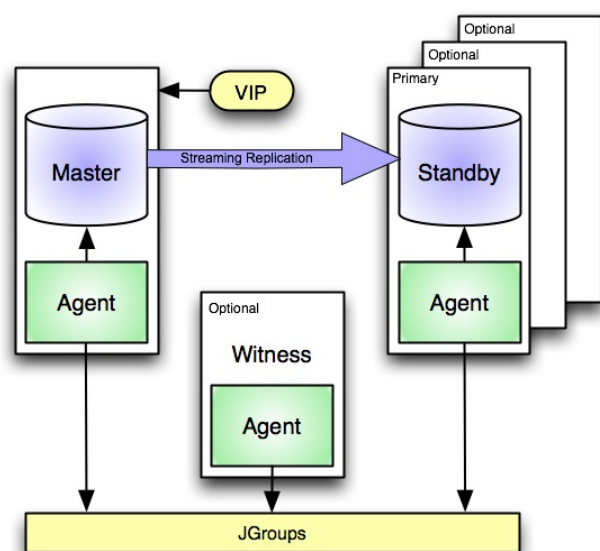 Optional
Optional
Primary
VIP
Master
Streaming Replication
Standby
Agent
Agent
Optional
Witness
Agent
JGroups